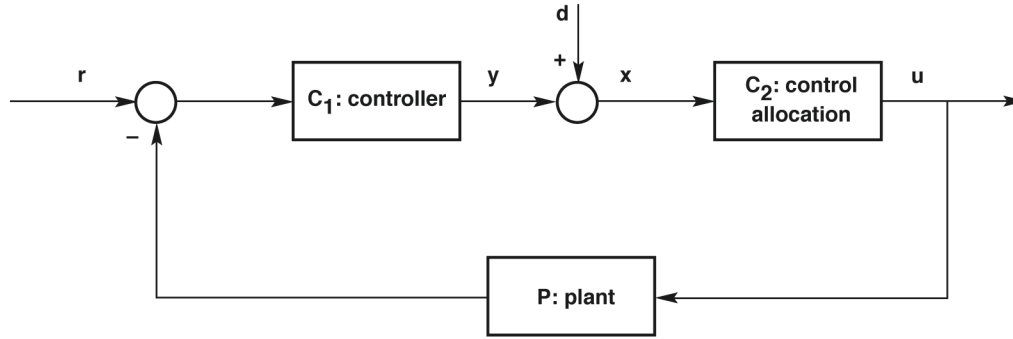 d
r
+
y
x
u
C₁: controller
C₂: control
allocation
–
P: plant